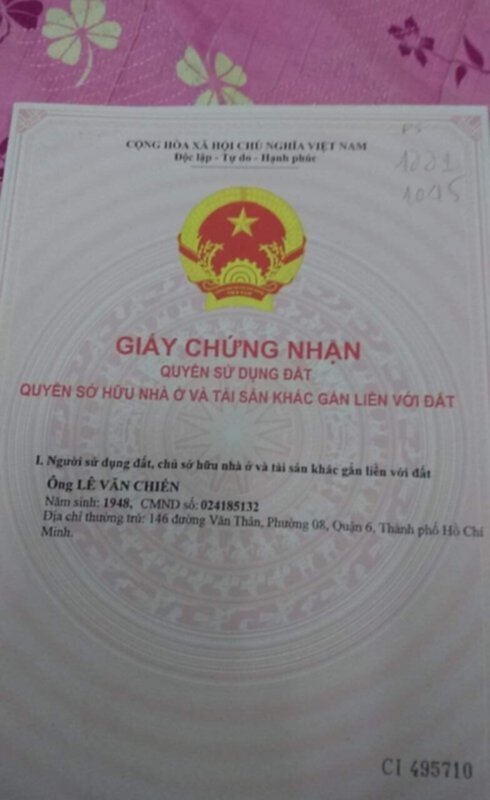 CỘNG HÒA XÃ HỘI CHỦ NGHĨA VIỆT NAM
Độc lập - Tự do - Hạnh phúc
1221
1015
GIẤY CHỨNG NHẬN
QUYỀN SỬ DỤNG ĐẤT
QUYỀN SỞ HỮU NHÀ Ở VÀ TÀI SẢN KHÁC GẮN LIỀN VỚI ĐẤT
I. Người sử dụng đất, chủ sở hữu nhà ở và tài sản khác gắn liền với đất
Ông LÊ VĂN CHIẾN
Năm sinh: 1948, CMND số: 024185132
Địa chỉ thường trú: 146 đường Văn Thân, Phường 08, Quận 6, Thành phố Hồ Chí
Minh.
CI 495710